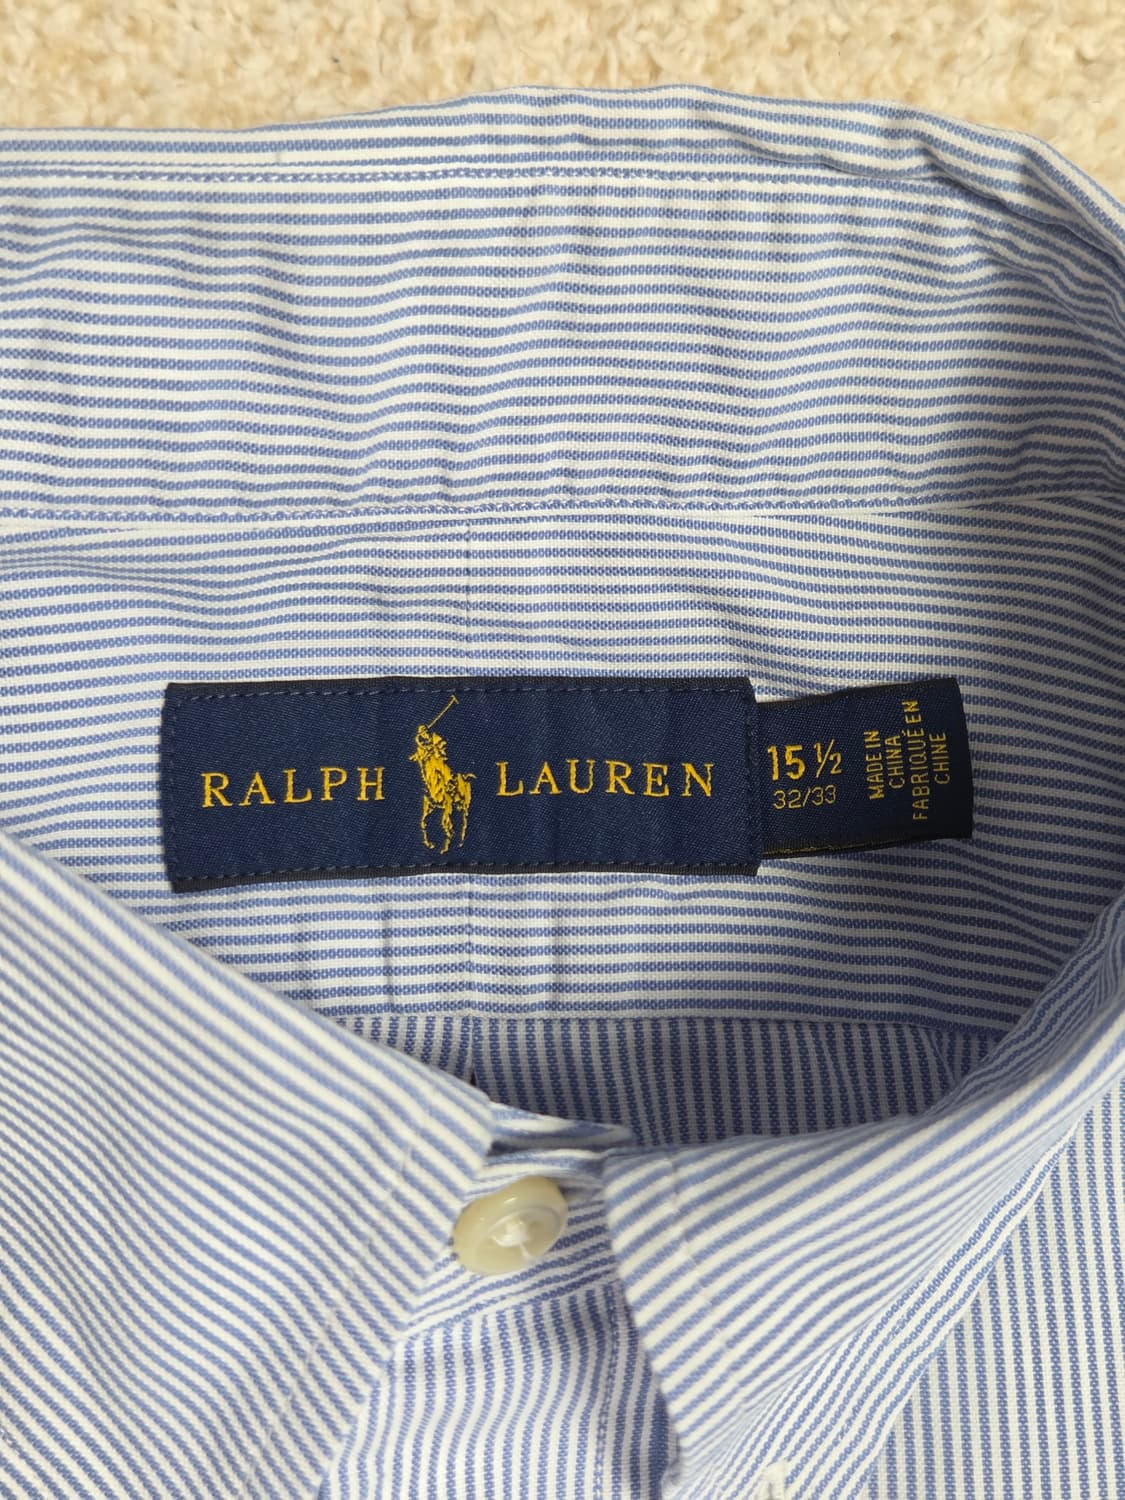 RALPH LAUREN
15 ½
32/33
MADE IN
CHINA
FABRIQUÉ EN
CHINE